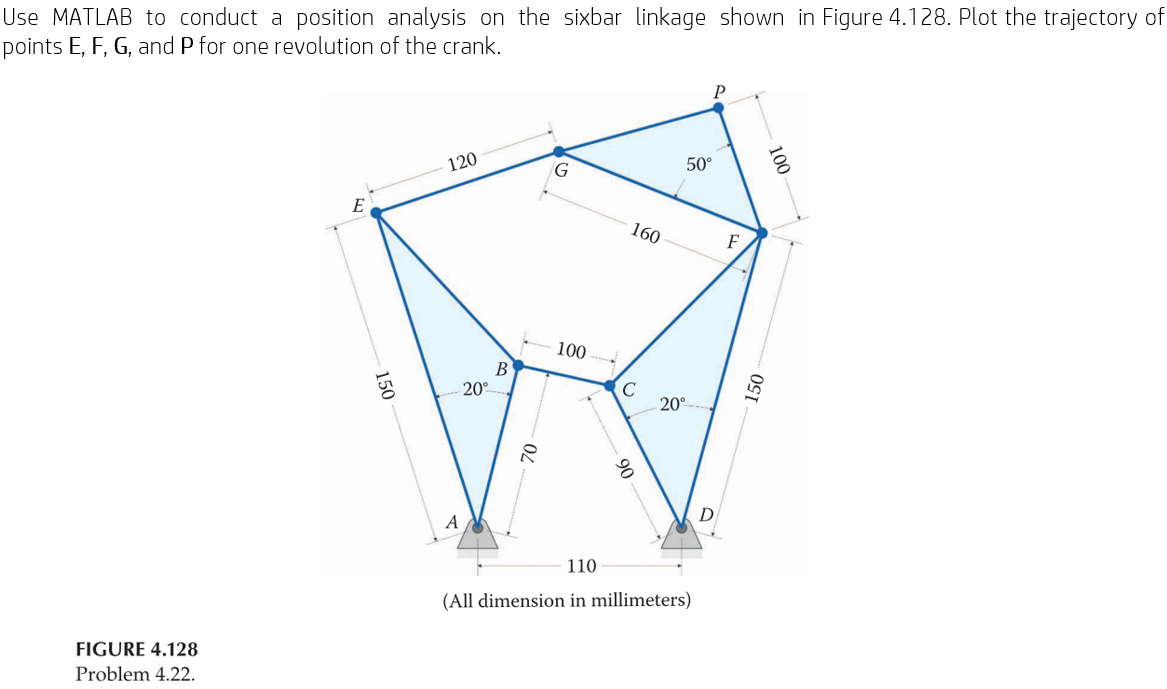 Use MATLAB to conduct a position analysis on the sixbar linkage shown in Figure 4.128. Plot the trajectory of
points E, F, G, and P for one revolution of the crank.
P
120
G
50°
100
E
160
F
B
100
150
20°
C
20°
150
70
90
A
D
110
(All dimension in millimeters)
FIGURE 4.128
Problem 4.22.